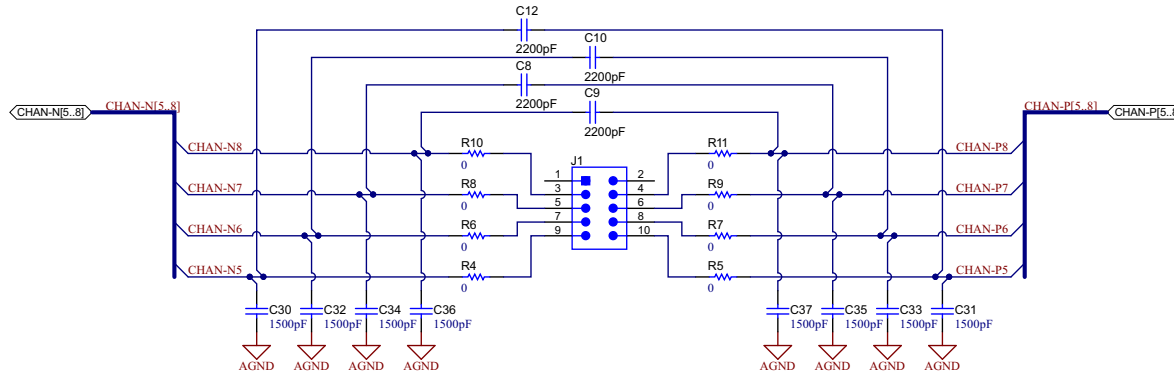 C12
2200pF
C10
2200pF
C8
2200pF
C9
2200pF
CHAN-N[5..8]
CHAN-N[5..8]
CHAN-P[5..8]
CHAN-P[5..8
CHAN-N8
R10
0
J1
R11
0
CHAN-P8
1
2
CHAN-N7
R8
0
3
4
R9
0
CHAN-P7
5
6
CHAN-N6
R6
0
7
8
R7
0
CHAN-P6
9
10
CHAN-N5
R4
0
R5
0
CHAN-P5
C30
1500pF
C32
1500pF
C34
1500pF
C36
1500pF
C37
1500pF
C35
1500pF
C33
1500pF
C31
1500pF
AGND
AGND
AGND
AGND
AGND
AGND
AGND
AGND